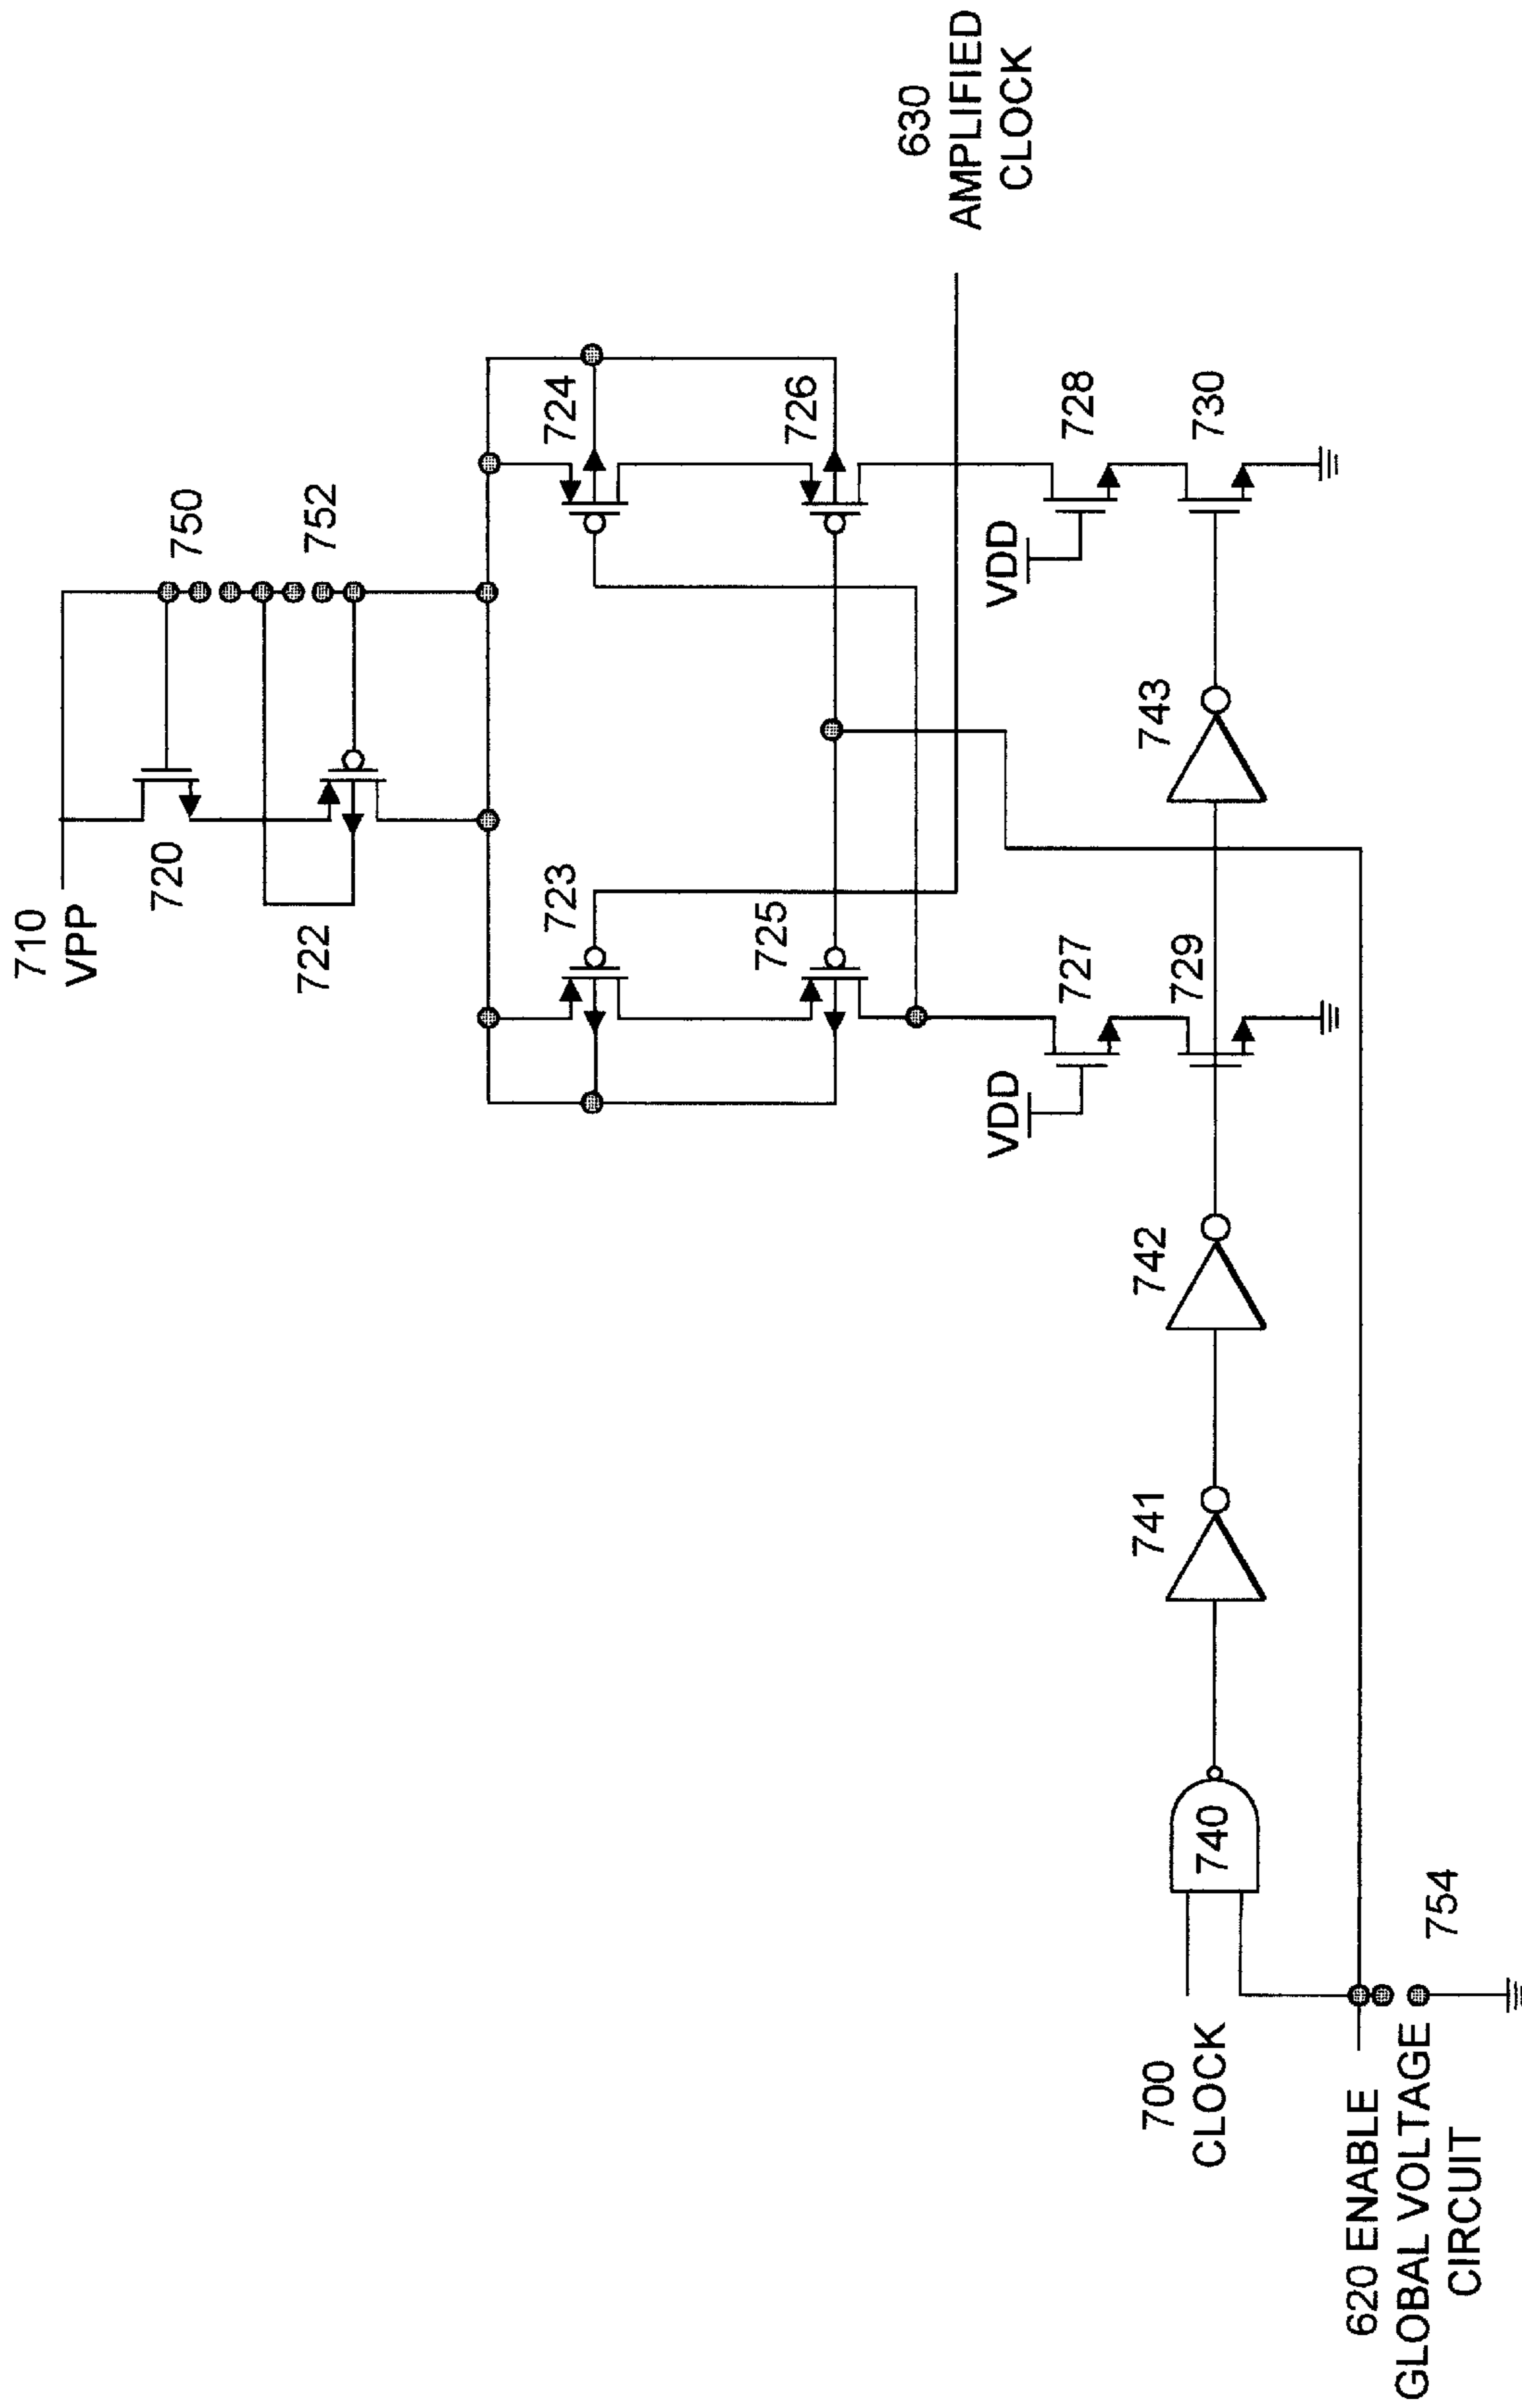 710
VPP
720
750
722
752
723
724
725
726
630
AMPLIFIED
CLOCK
VDD
727
VDD
728
729
730
741
742
743
740
700
CLOCK
620 ENABLE
GLOBAL VOLTAGE
CIRCUIT
754